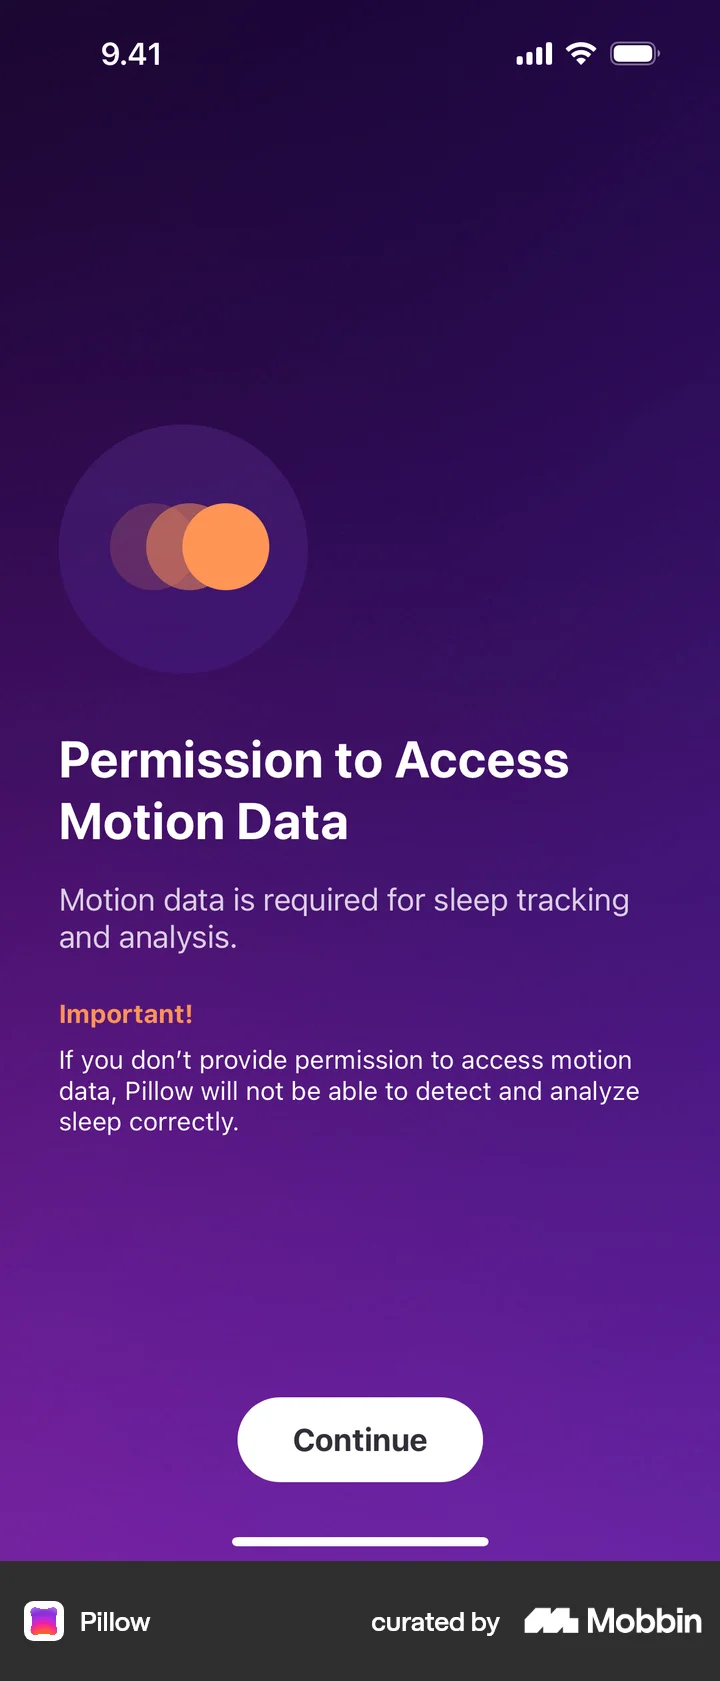 9.41
Permission to Access
Motion Data
Motion data is required for sleep tracking
and analysis.
Important!
If you don’t provide permission to access motion
data, Pillow will not be able to detect and analyze
sleep correctly.
Continue
Pillow
curated by Mobbin